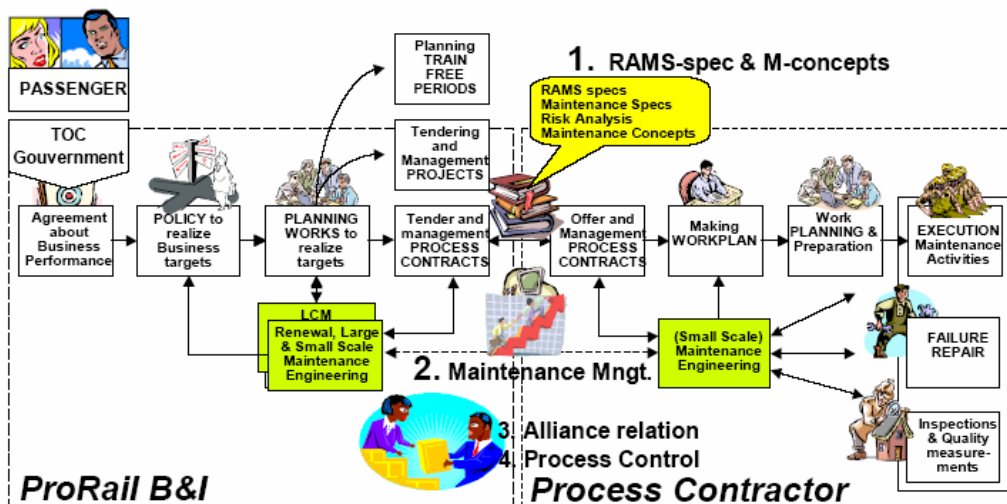 PASSENGER
TOC
Gouvernment
Agreement
about
Business
Performance
POLICY to
realize
Business
targets
PLANNING
WORKS to
realize
targets
Planning
TRAIN
FREE
PERIODS
Tendering
and
Management
PROJECTS
Tender and
management
PROCESS
CONTRACTS
1. RAMS-spec & M-concepts
RAMS specs
Maintenance Specs
Risk Analysis
Maintenance Concepts
Offer and
Management
PROCESS
CONTRACTS
Making
WORKPLAN
Work
PLANNING &
Preparation
EXECUTION
Maintenance
Activities
LCM
Renewal, Large
& Small Scale
Maintenance
Engineering
(Small Scale)
Maintenance
Engineering
FAILURE
REPAIR
Inspections
& Quality
measure-
ments
2. Maintenance Mngt.
3. Alliance relation
4. Process Control
ProRail B&I
Process Contractor